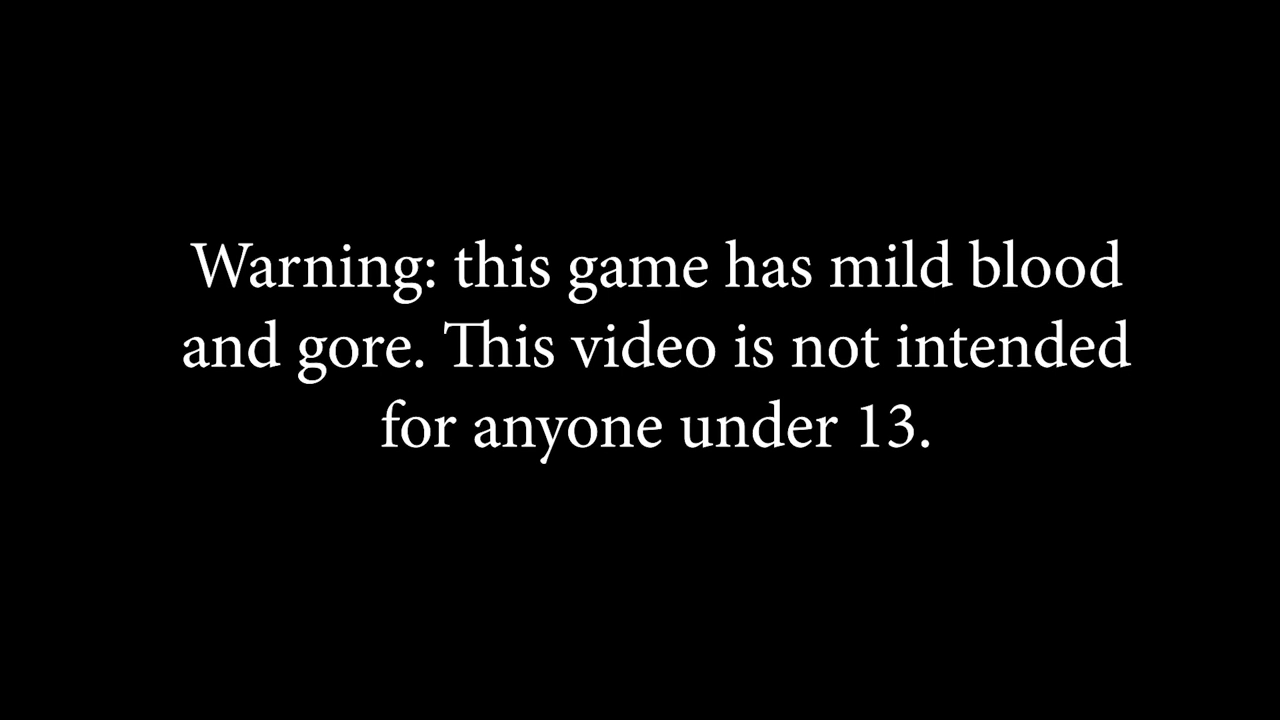 Warning: this game has mild blood
and gore. This video is not intended
for anyone under 13.